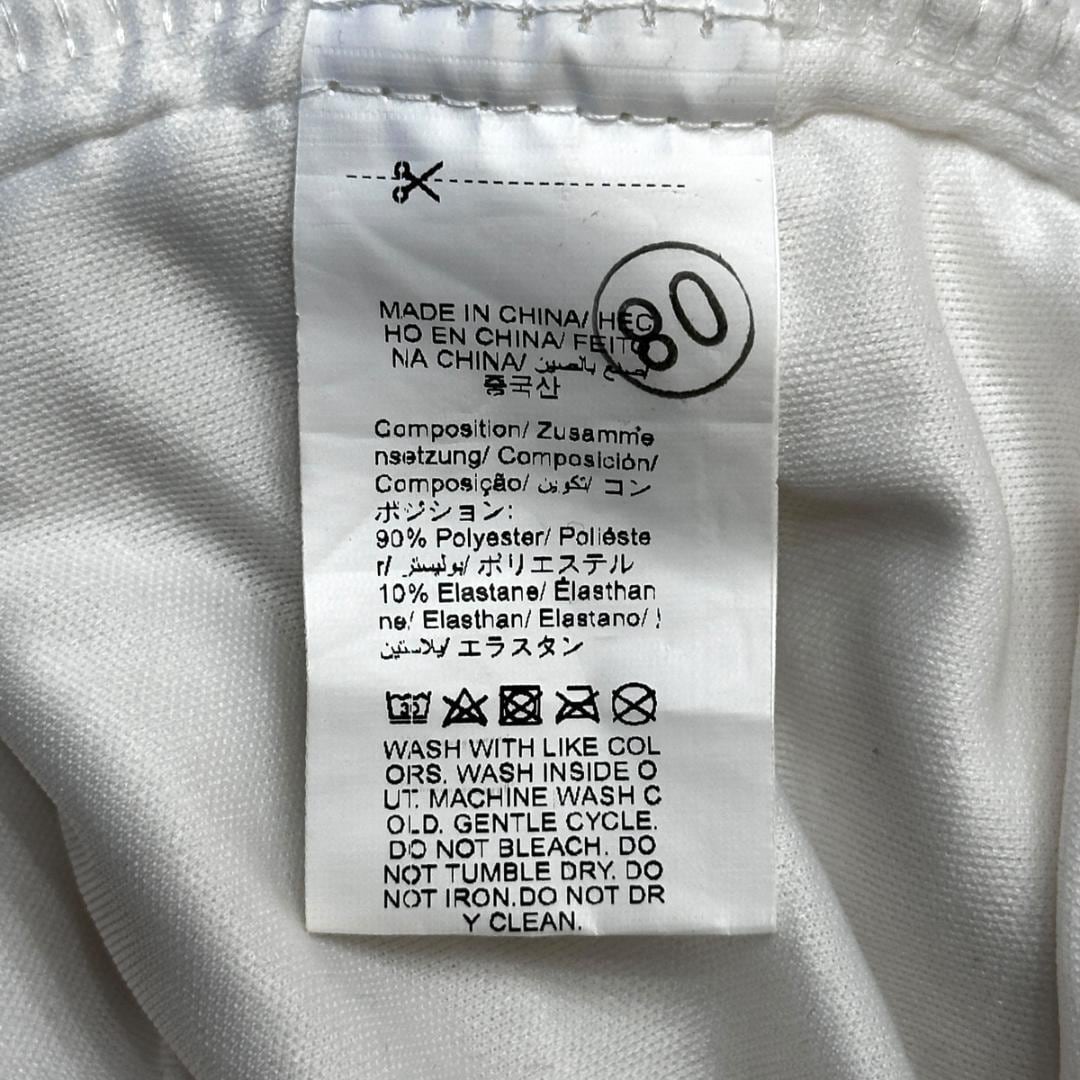 80
MADE IN CHINA/ HEC
HO EN CHINA/ FEITO
NA CHINA/ صنع بالصين
중국산
Composition/ Zusamme
nsetzung/ Composición/
Composição/ تكوين/ コン
ポジション:
90% Polyester/ Polieste
r/ بوليستر/ ポリエステル
10% Elastane/ Élasthan
ne/ Elasthan/ Elastano/
يلاستين/ エラスタン
30
WASH WITH LIKE COL
ORS. WASH INSIDE O
UT. MACHINE WASH C
OLD. GENTLE CYCLE.
DO NOT BLEACH. DO
NOT TUMBLE DRY. DO
NOT IRON.DO NOT DR
Y CLEAN.